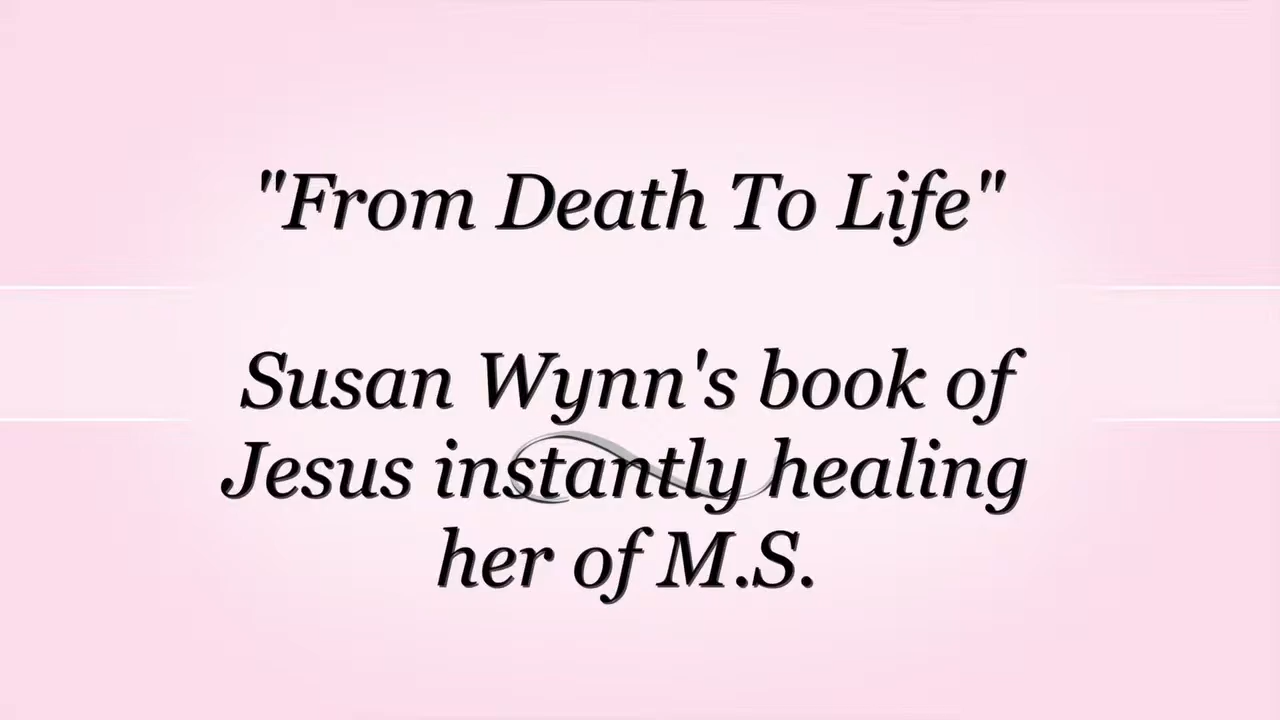 "From Death To Life"
Susan Wynn's book of
Jesus instantly healing
her of M.S.